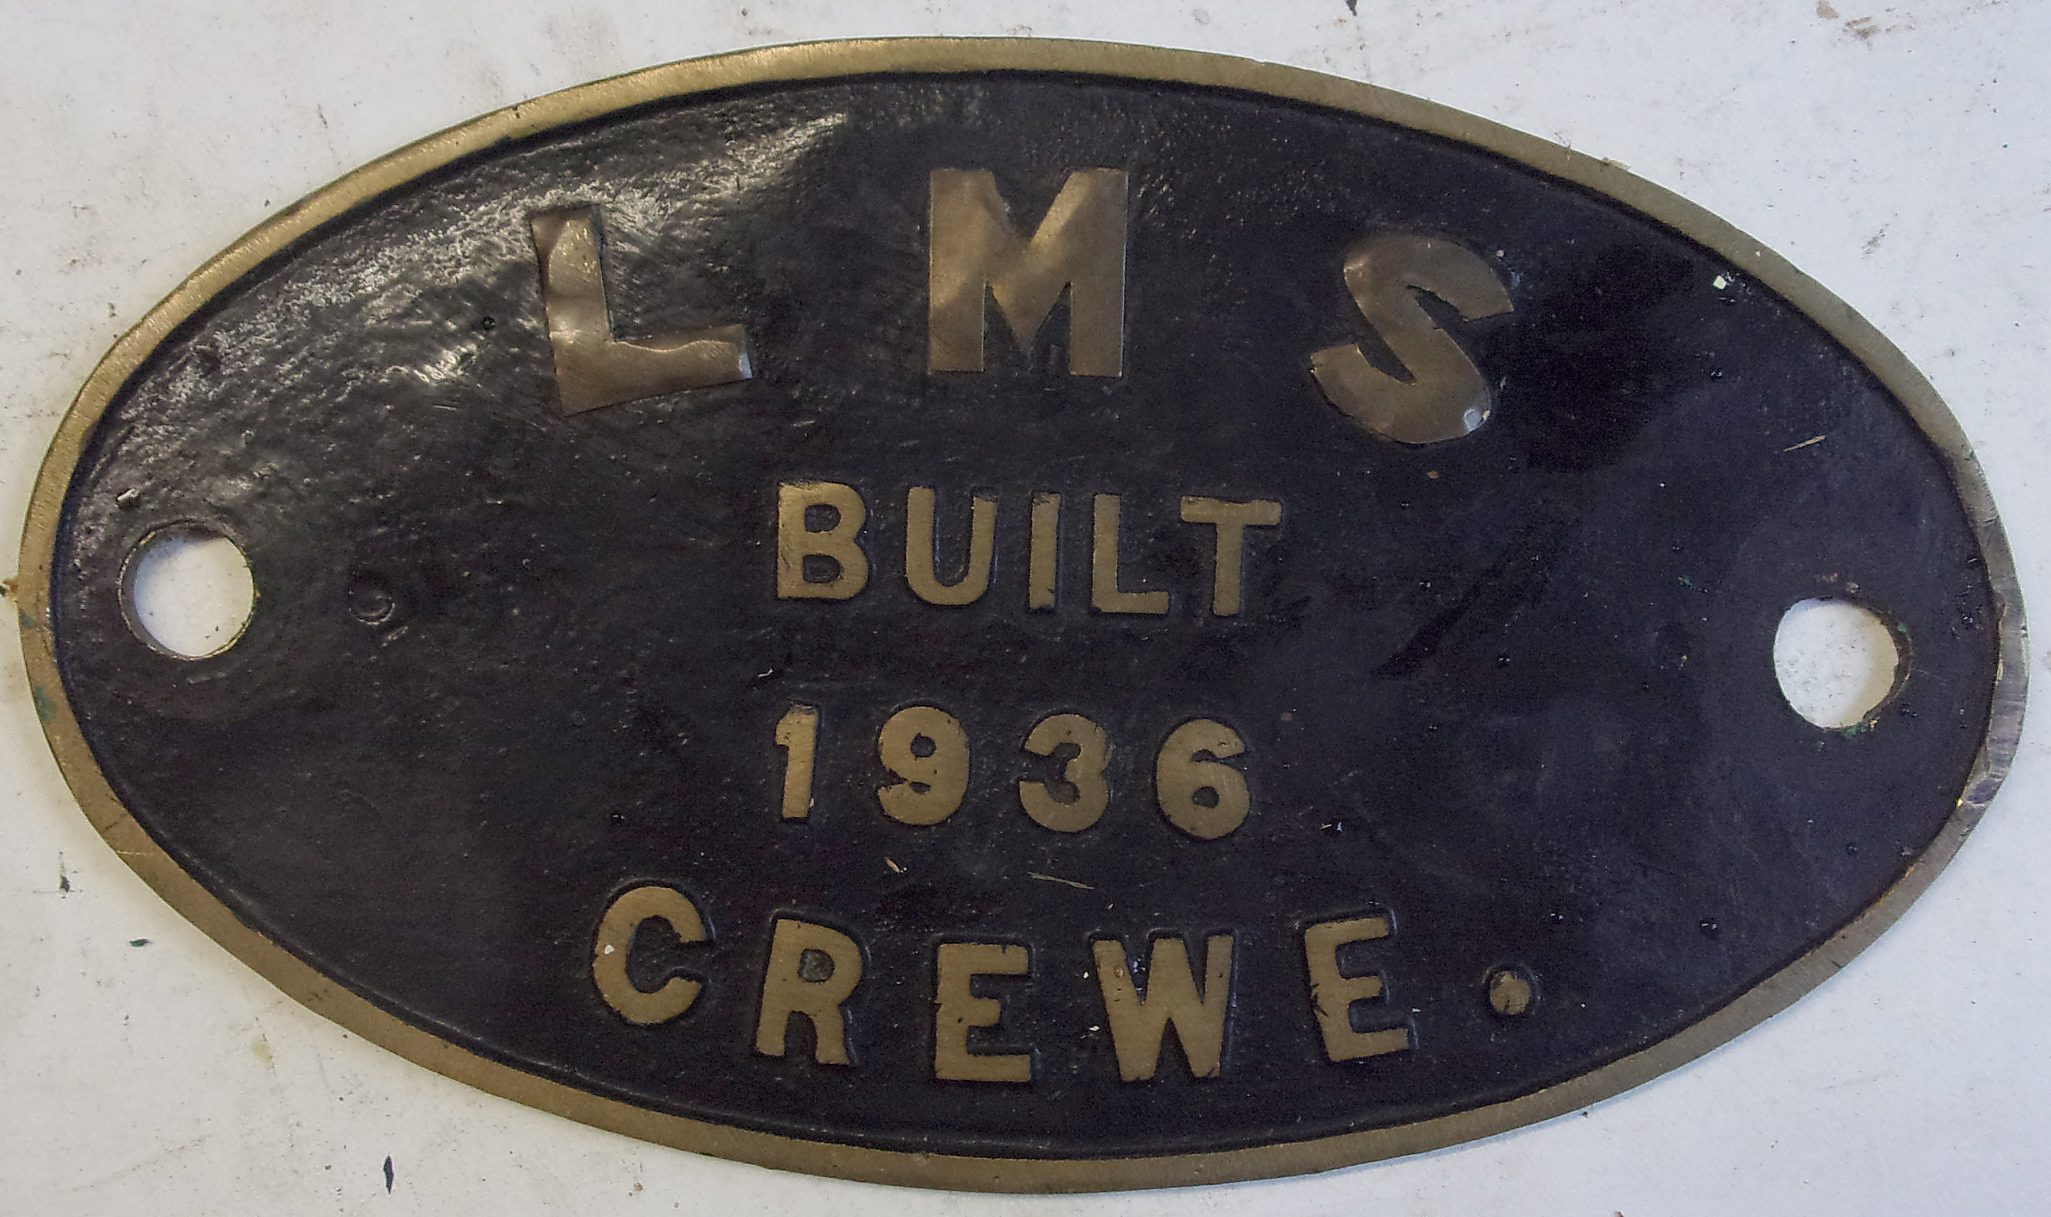 L M S
BUILT
1936
CREWE.